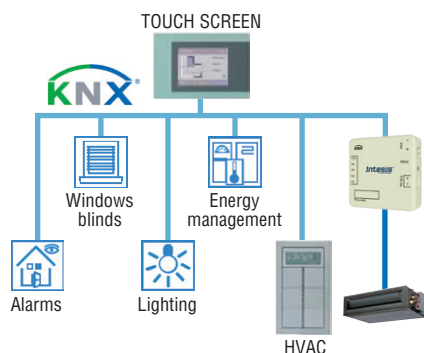 TOUCH SCREEN
KNX®
Intesis
Windows
blinds
Energy
management
Alarms
Lighting
HVAC